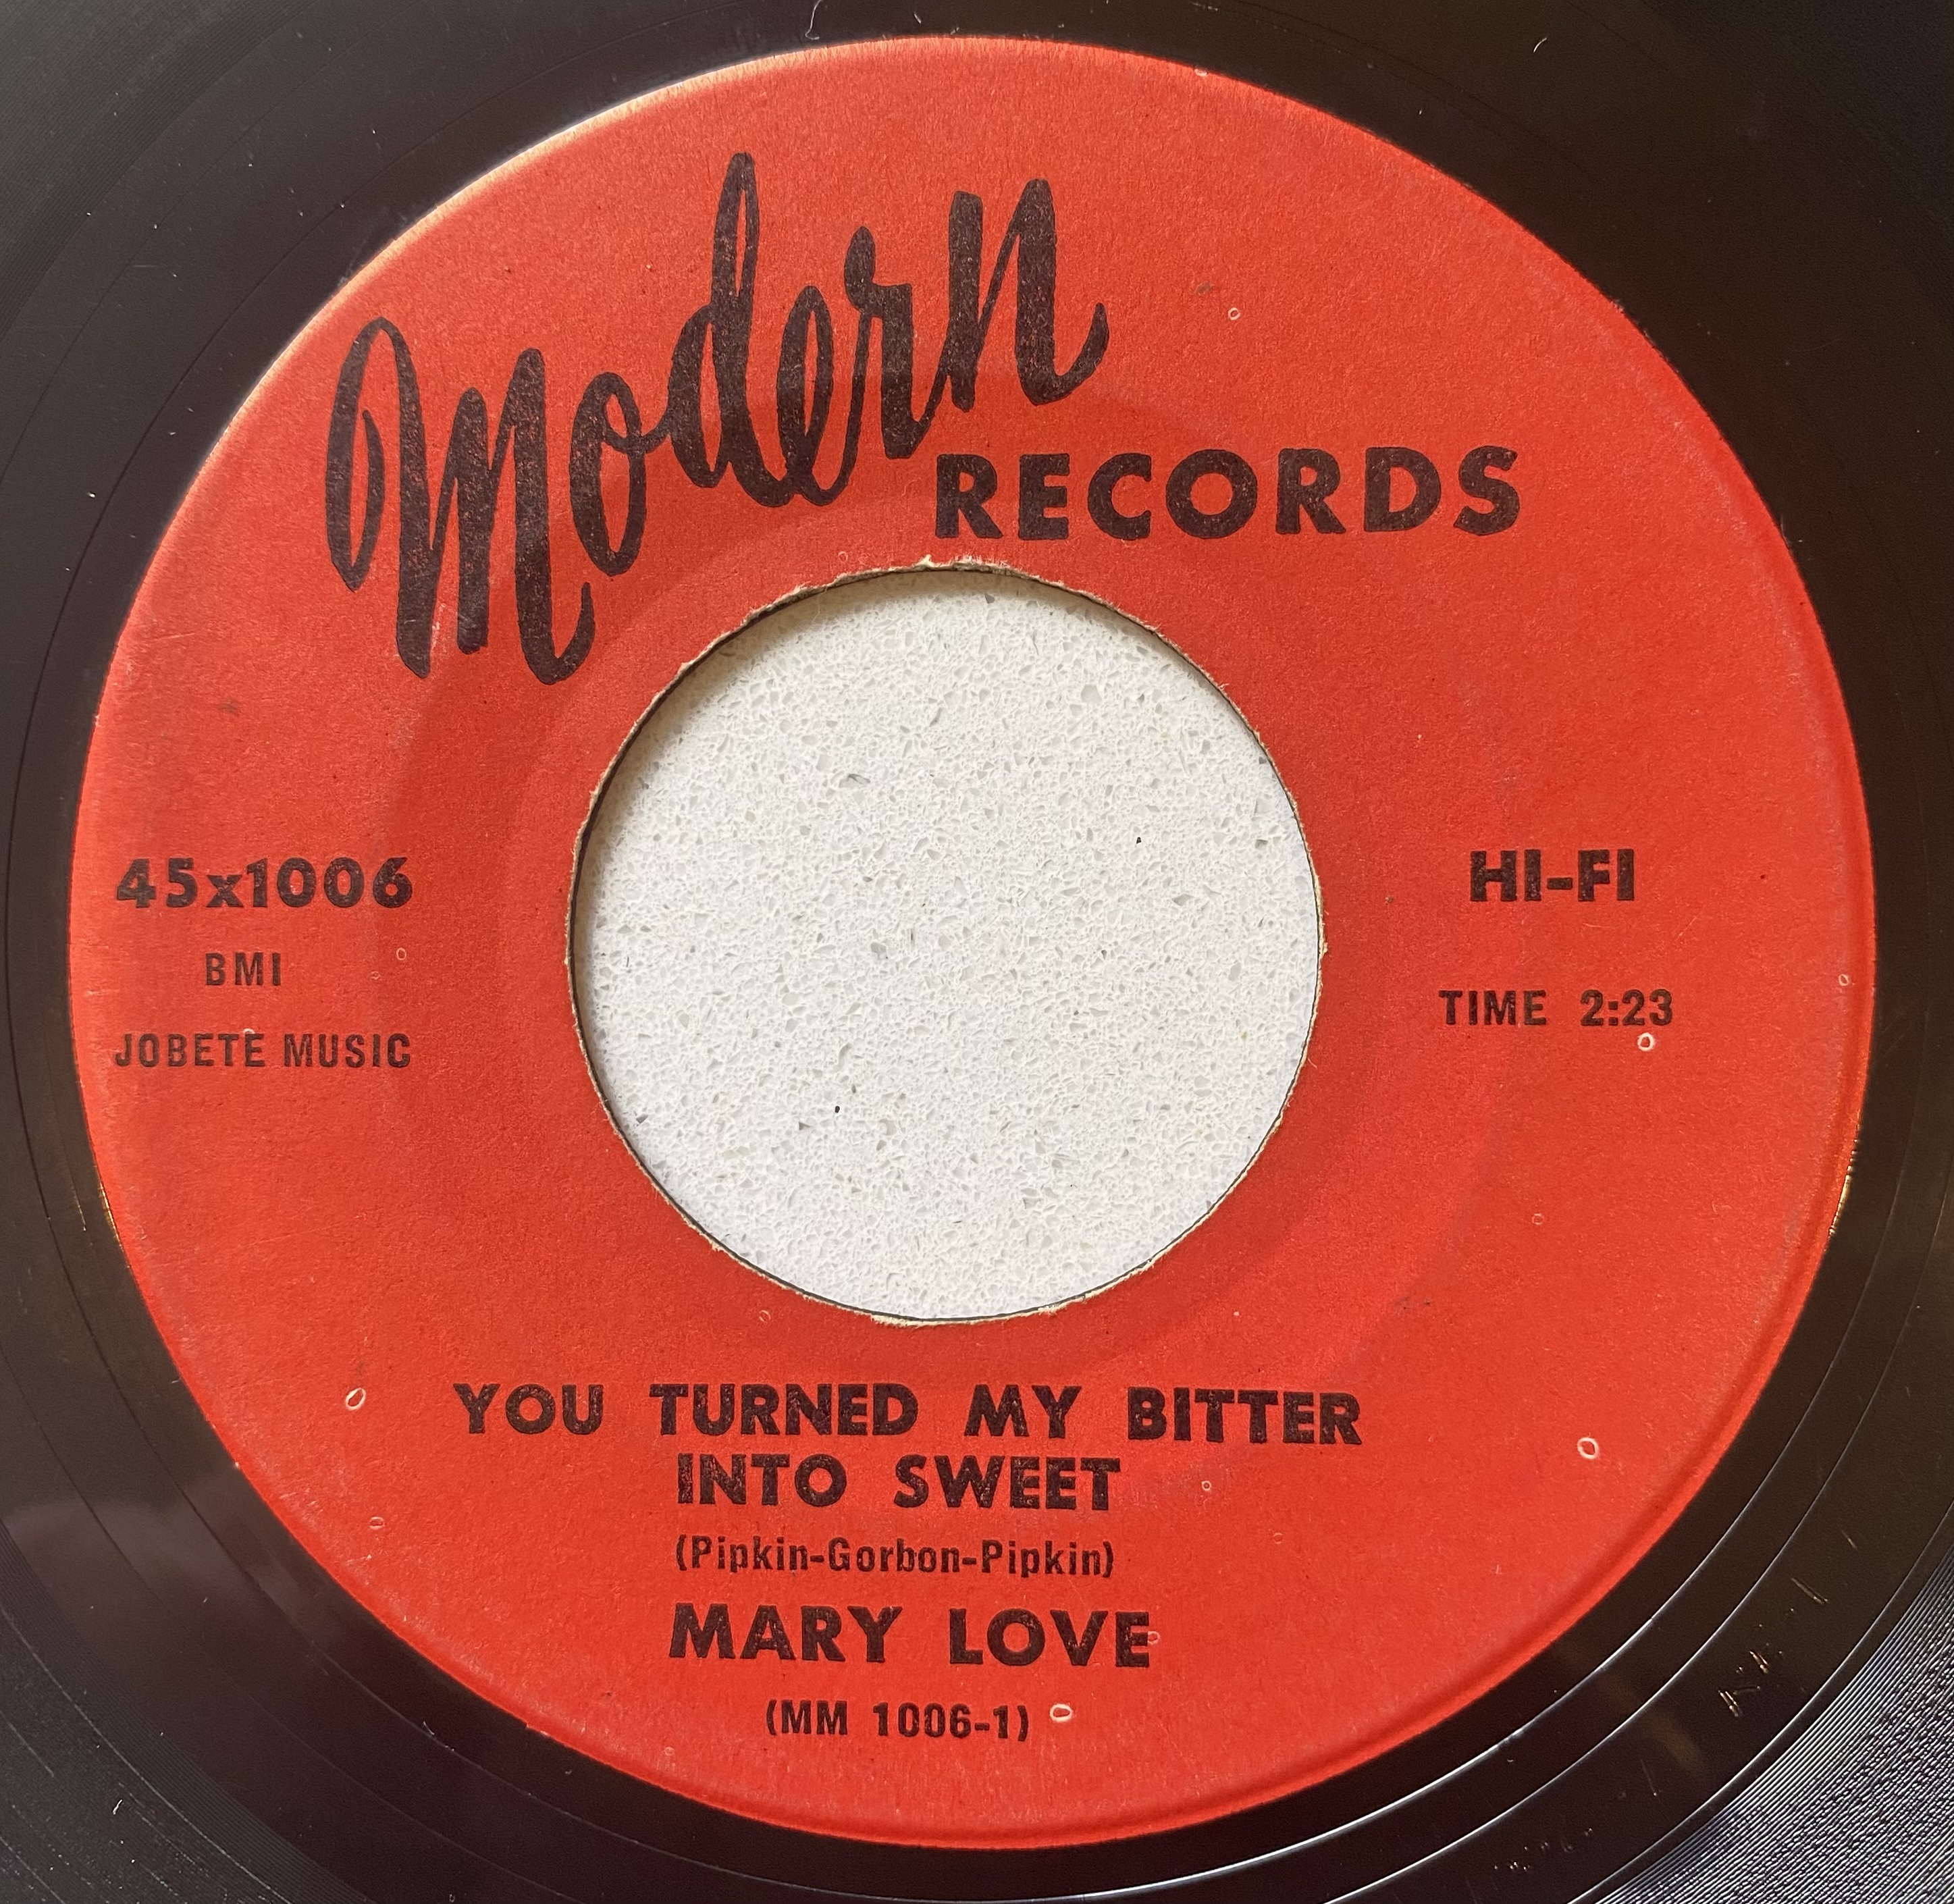 Modern
RECORDS
45x1006
BMI
JOBETE MUSIC
HI-FI
TIME 2:23
YOU TURNED MY BITTER
INTO SWEET
(Pipkin-Gorbon-Pipkin)
MARY LOVE
(MM 1006-1)